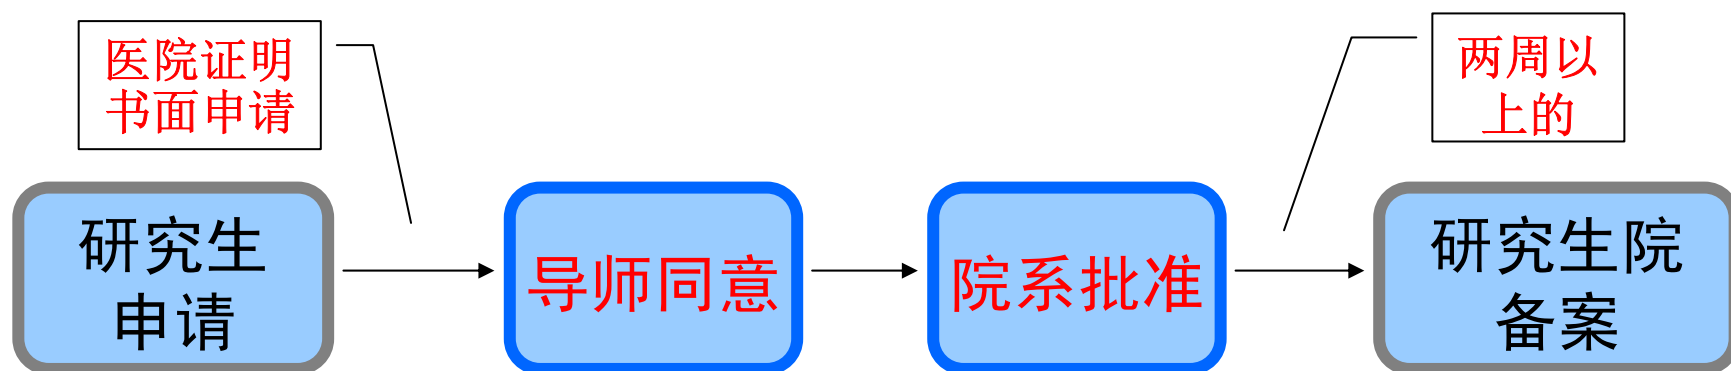 医院证明
书面申请
两周以
上的
研究生
申请
导师同意
院系批准
研究生院
备案